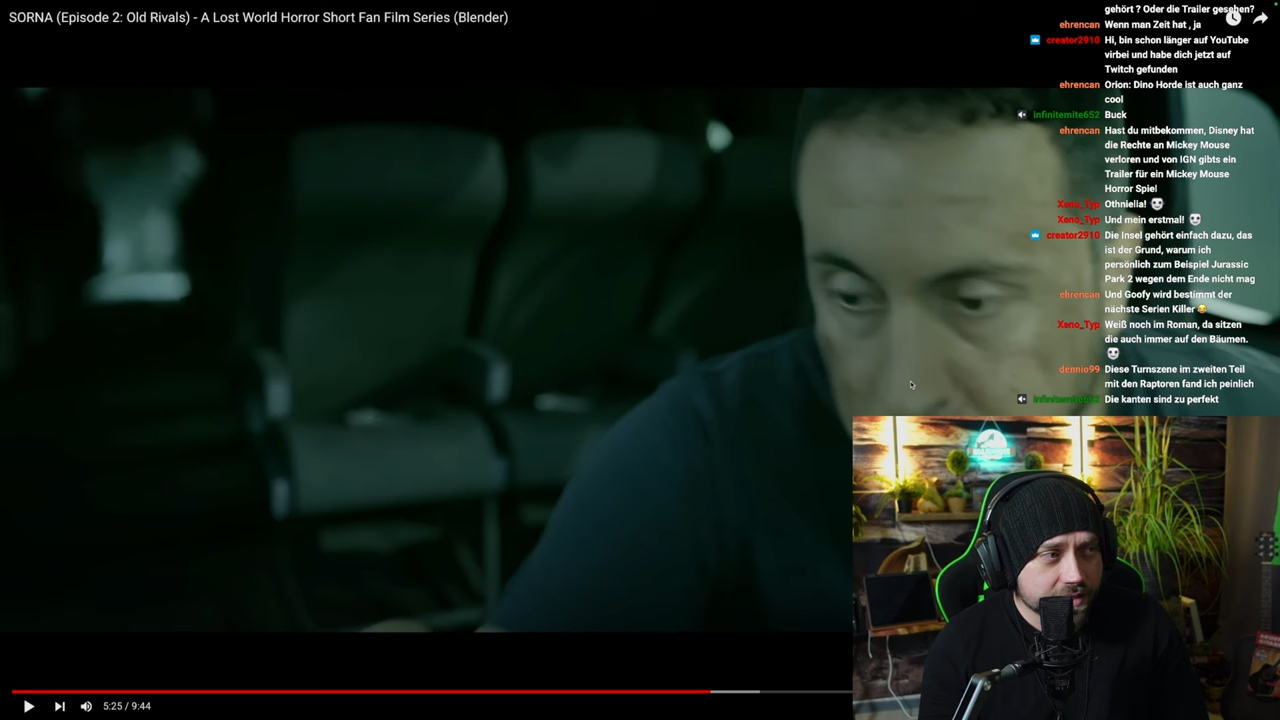 SORNA (Episode 2: Old Rivals) - A Lost World Horror Short Fan Film Series (Blender)
gehört ? Oder die Trailer gesehen?
ehrencan Wenn man Zeit hat , ja
creator2910 Hi, bin schon länger auf YouTube
virbei und habe dich jetzt auf
Twitch gefunden
ehrencan Orion: Dino Horde ist auch ganz
cool
infinitemite652 Buck
ehrencan Hast du mitbekommen, Disney hat
die Rechte an Mickey Mouse
verloren und von IGN gibts ein
Trailer für ein Mickey Mouse
Horror Spiel
Xeno_Typ Othnielia!
Xeno_Typ Und mein erstmal!
creator2910 Die Insel gehört einfach dazu, das
ist der Grund, warum ich
persönlich zum Beispiel Jurassic
Park 2 wegen dem Ende nicht mag
ehrencan Und Goofy wird bestimmt der
nächste Serien Killer
Xeno_Typ Weiß noch im Roman, da sitzen
die auch immer auf den Bäumen.
dennio99 Diese Turnszene im zweiten Teil
mit den Raptoren fand ich peinlich
infinitemite652 Die kanten sind zu perfekt
5:25 / 9:44